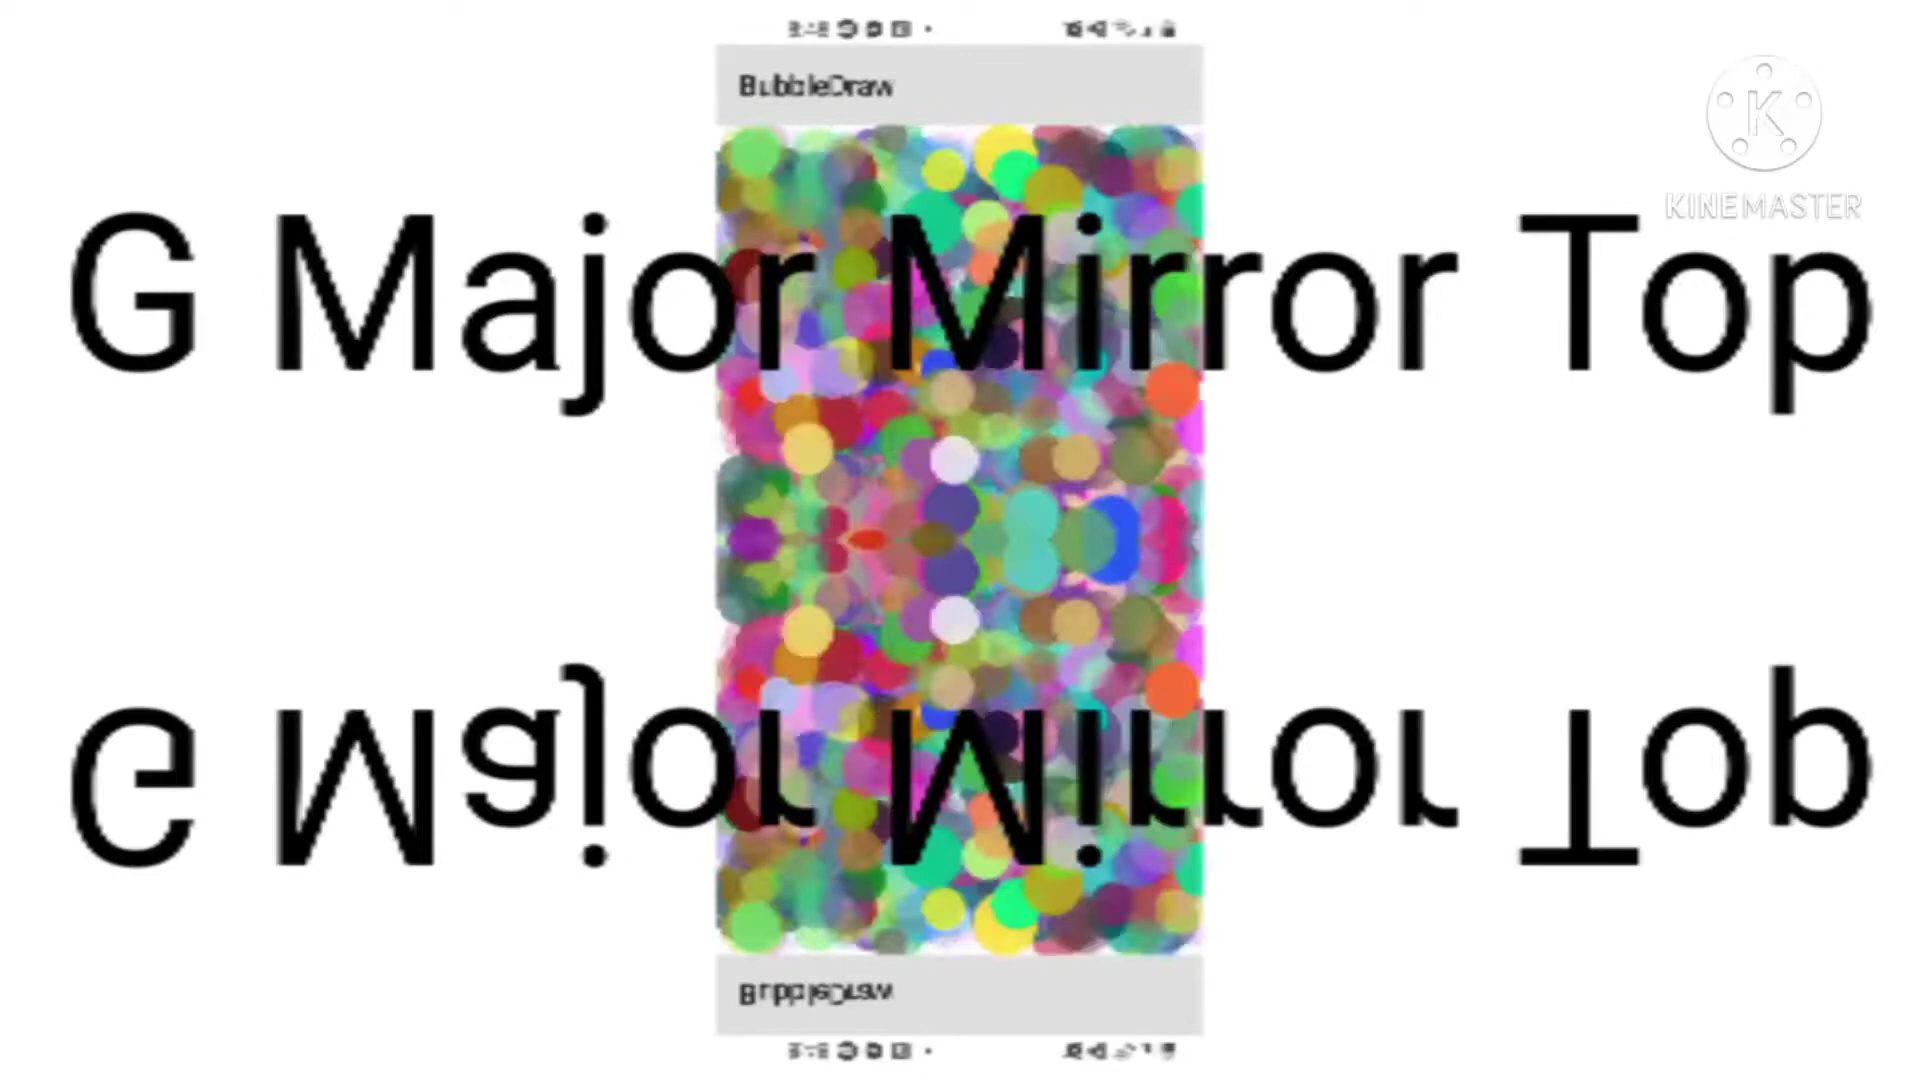 BubbleDraw
KINEMASTER
G Major Mirror Top
G Major Mirror Top
BubbleDraw